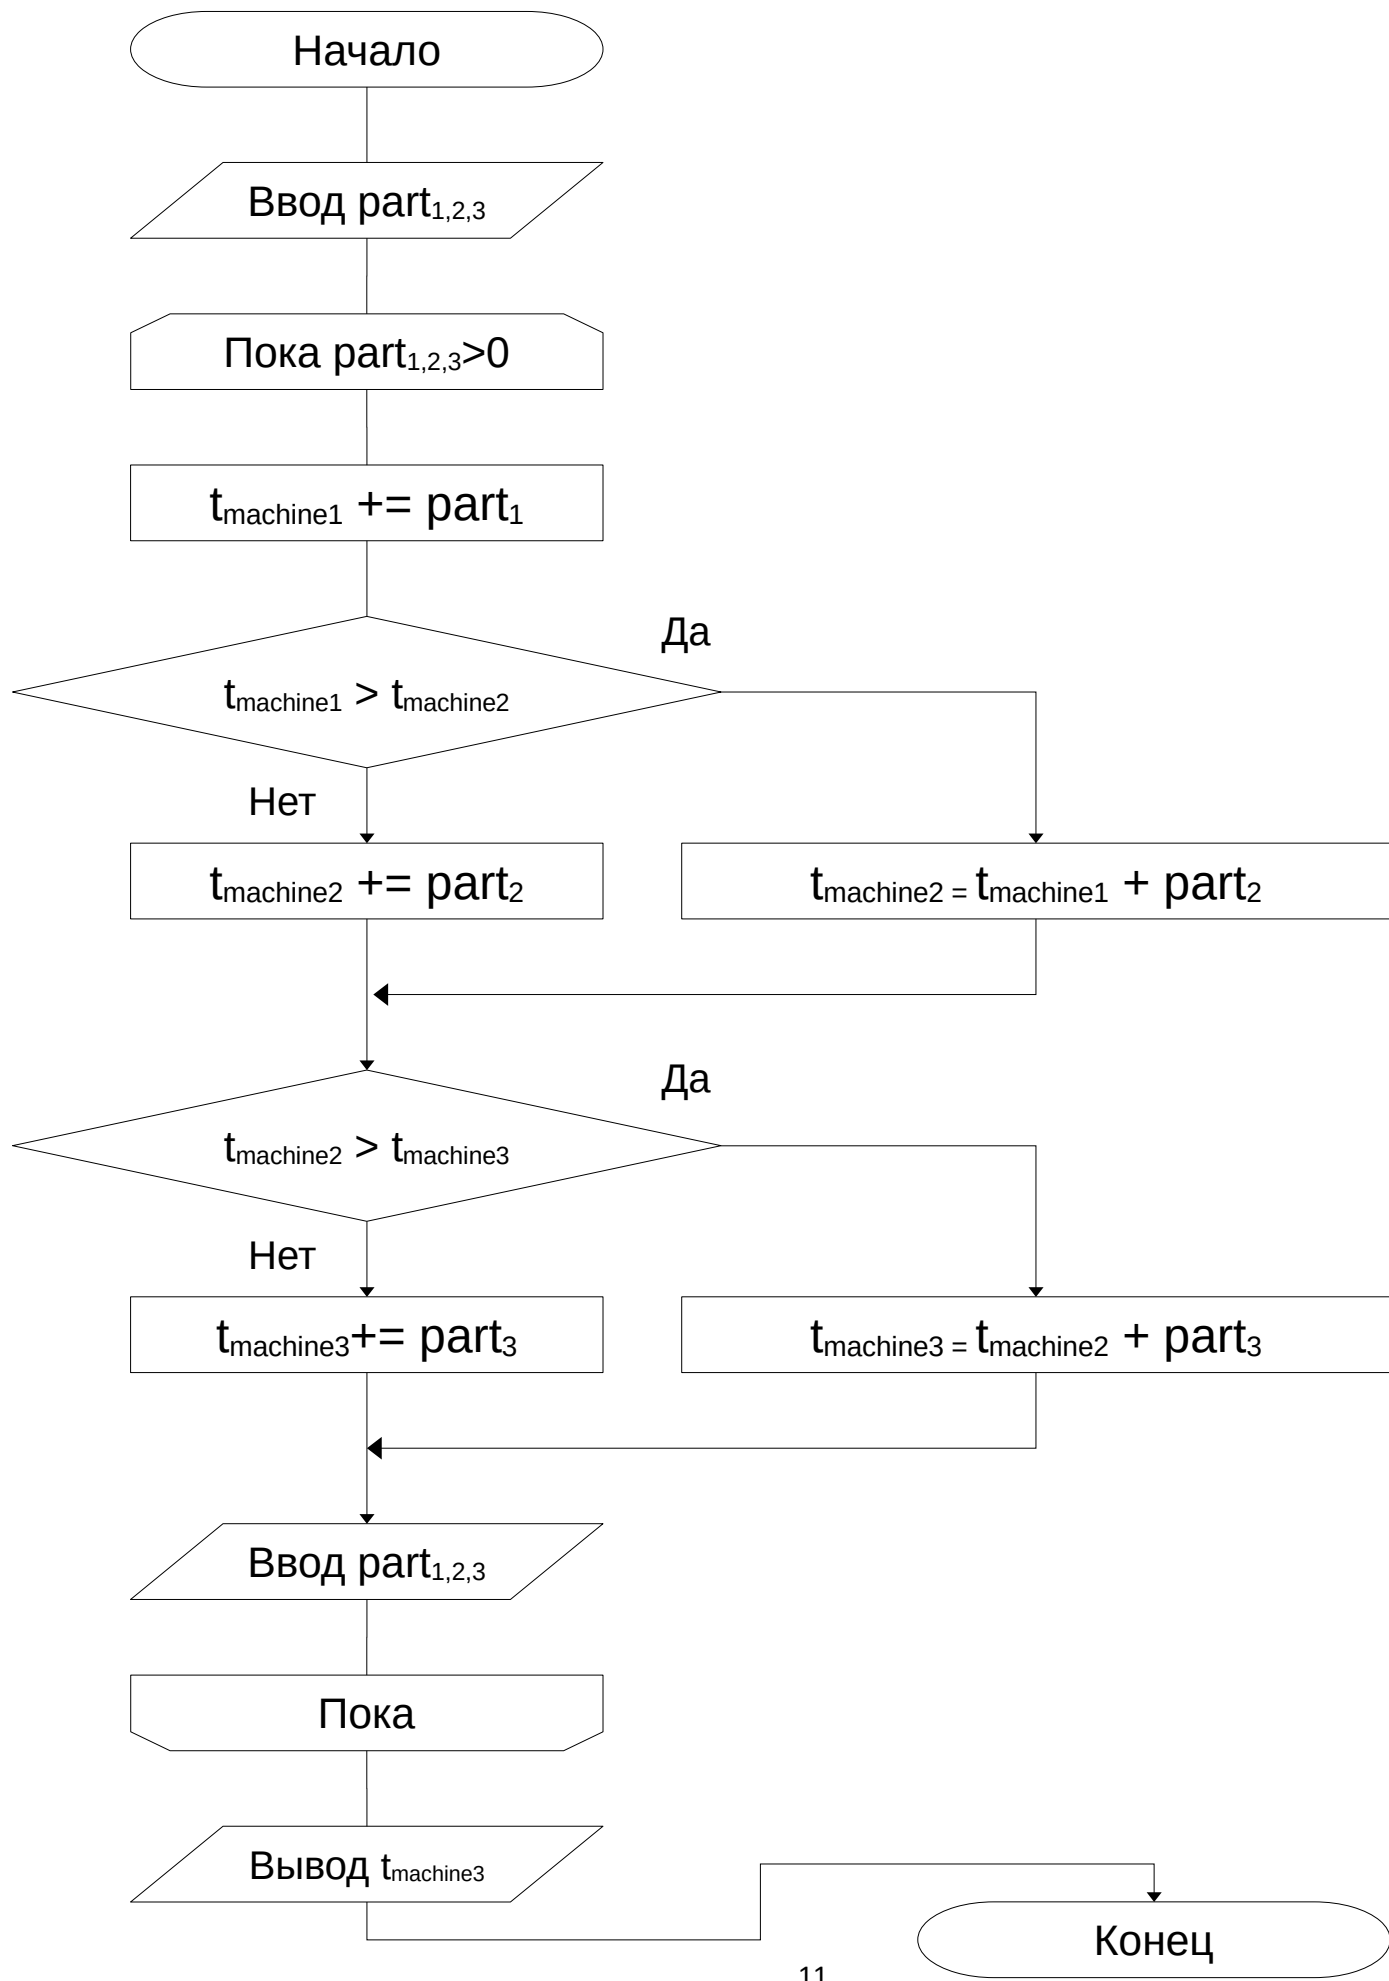 Начало
Ввод part1,2,3
Пока part1,2,3>0
tmachine1 += part1
Да
tmachine1 > tmachine2
Нет
tmachine2 += part2
tmachine2 = tmachine1 + part2
Да
tmachine2 > tmachine3
Нет
tmachine3+= part3
tmachine3 = tmachine2 + part3
Ввод part1,2,3
Пока
Вывод tmachine3
Конец
11